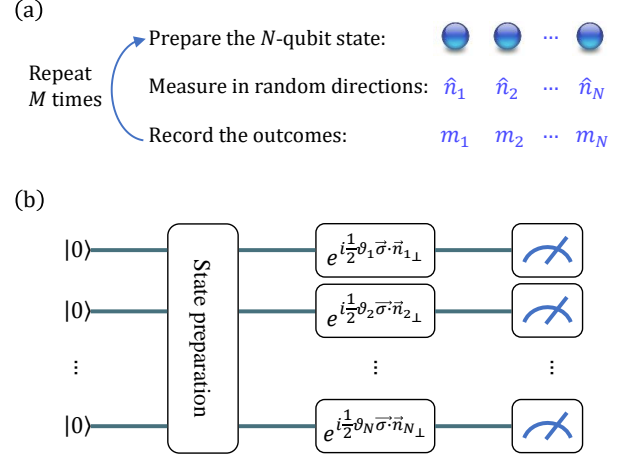 (a)
Prepare the N-qubit state: ...
Repeat M times
Measure in random directions: n̂₁ n̂₂ ... n̂_N
Record the outcomes: m₁ m₂ ... m_N
(b)
|0⟩ e^{i½ϑ₁σ⃗·n⃗₁⊥}
|0⟩ e^{i½ϑ₂σ⃗·n⃗₂⊥}
State preparation
... ... ...
|0⟩ e^{i½ϑ_Nσ⃗·n⃗_N⊥}